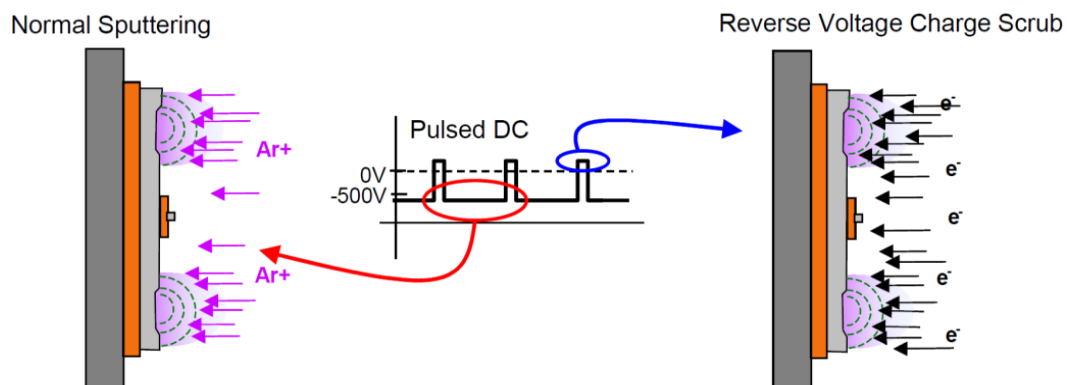 Normal Sputtering
Reverse Voltage Charge Scrub
Ar+
Ar+
Pulsed DC
0V
-500V
e-
e-
e-
e-
e-